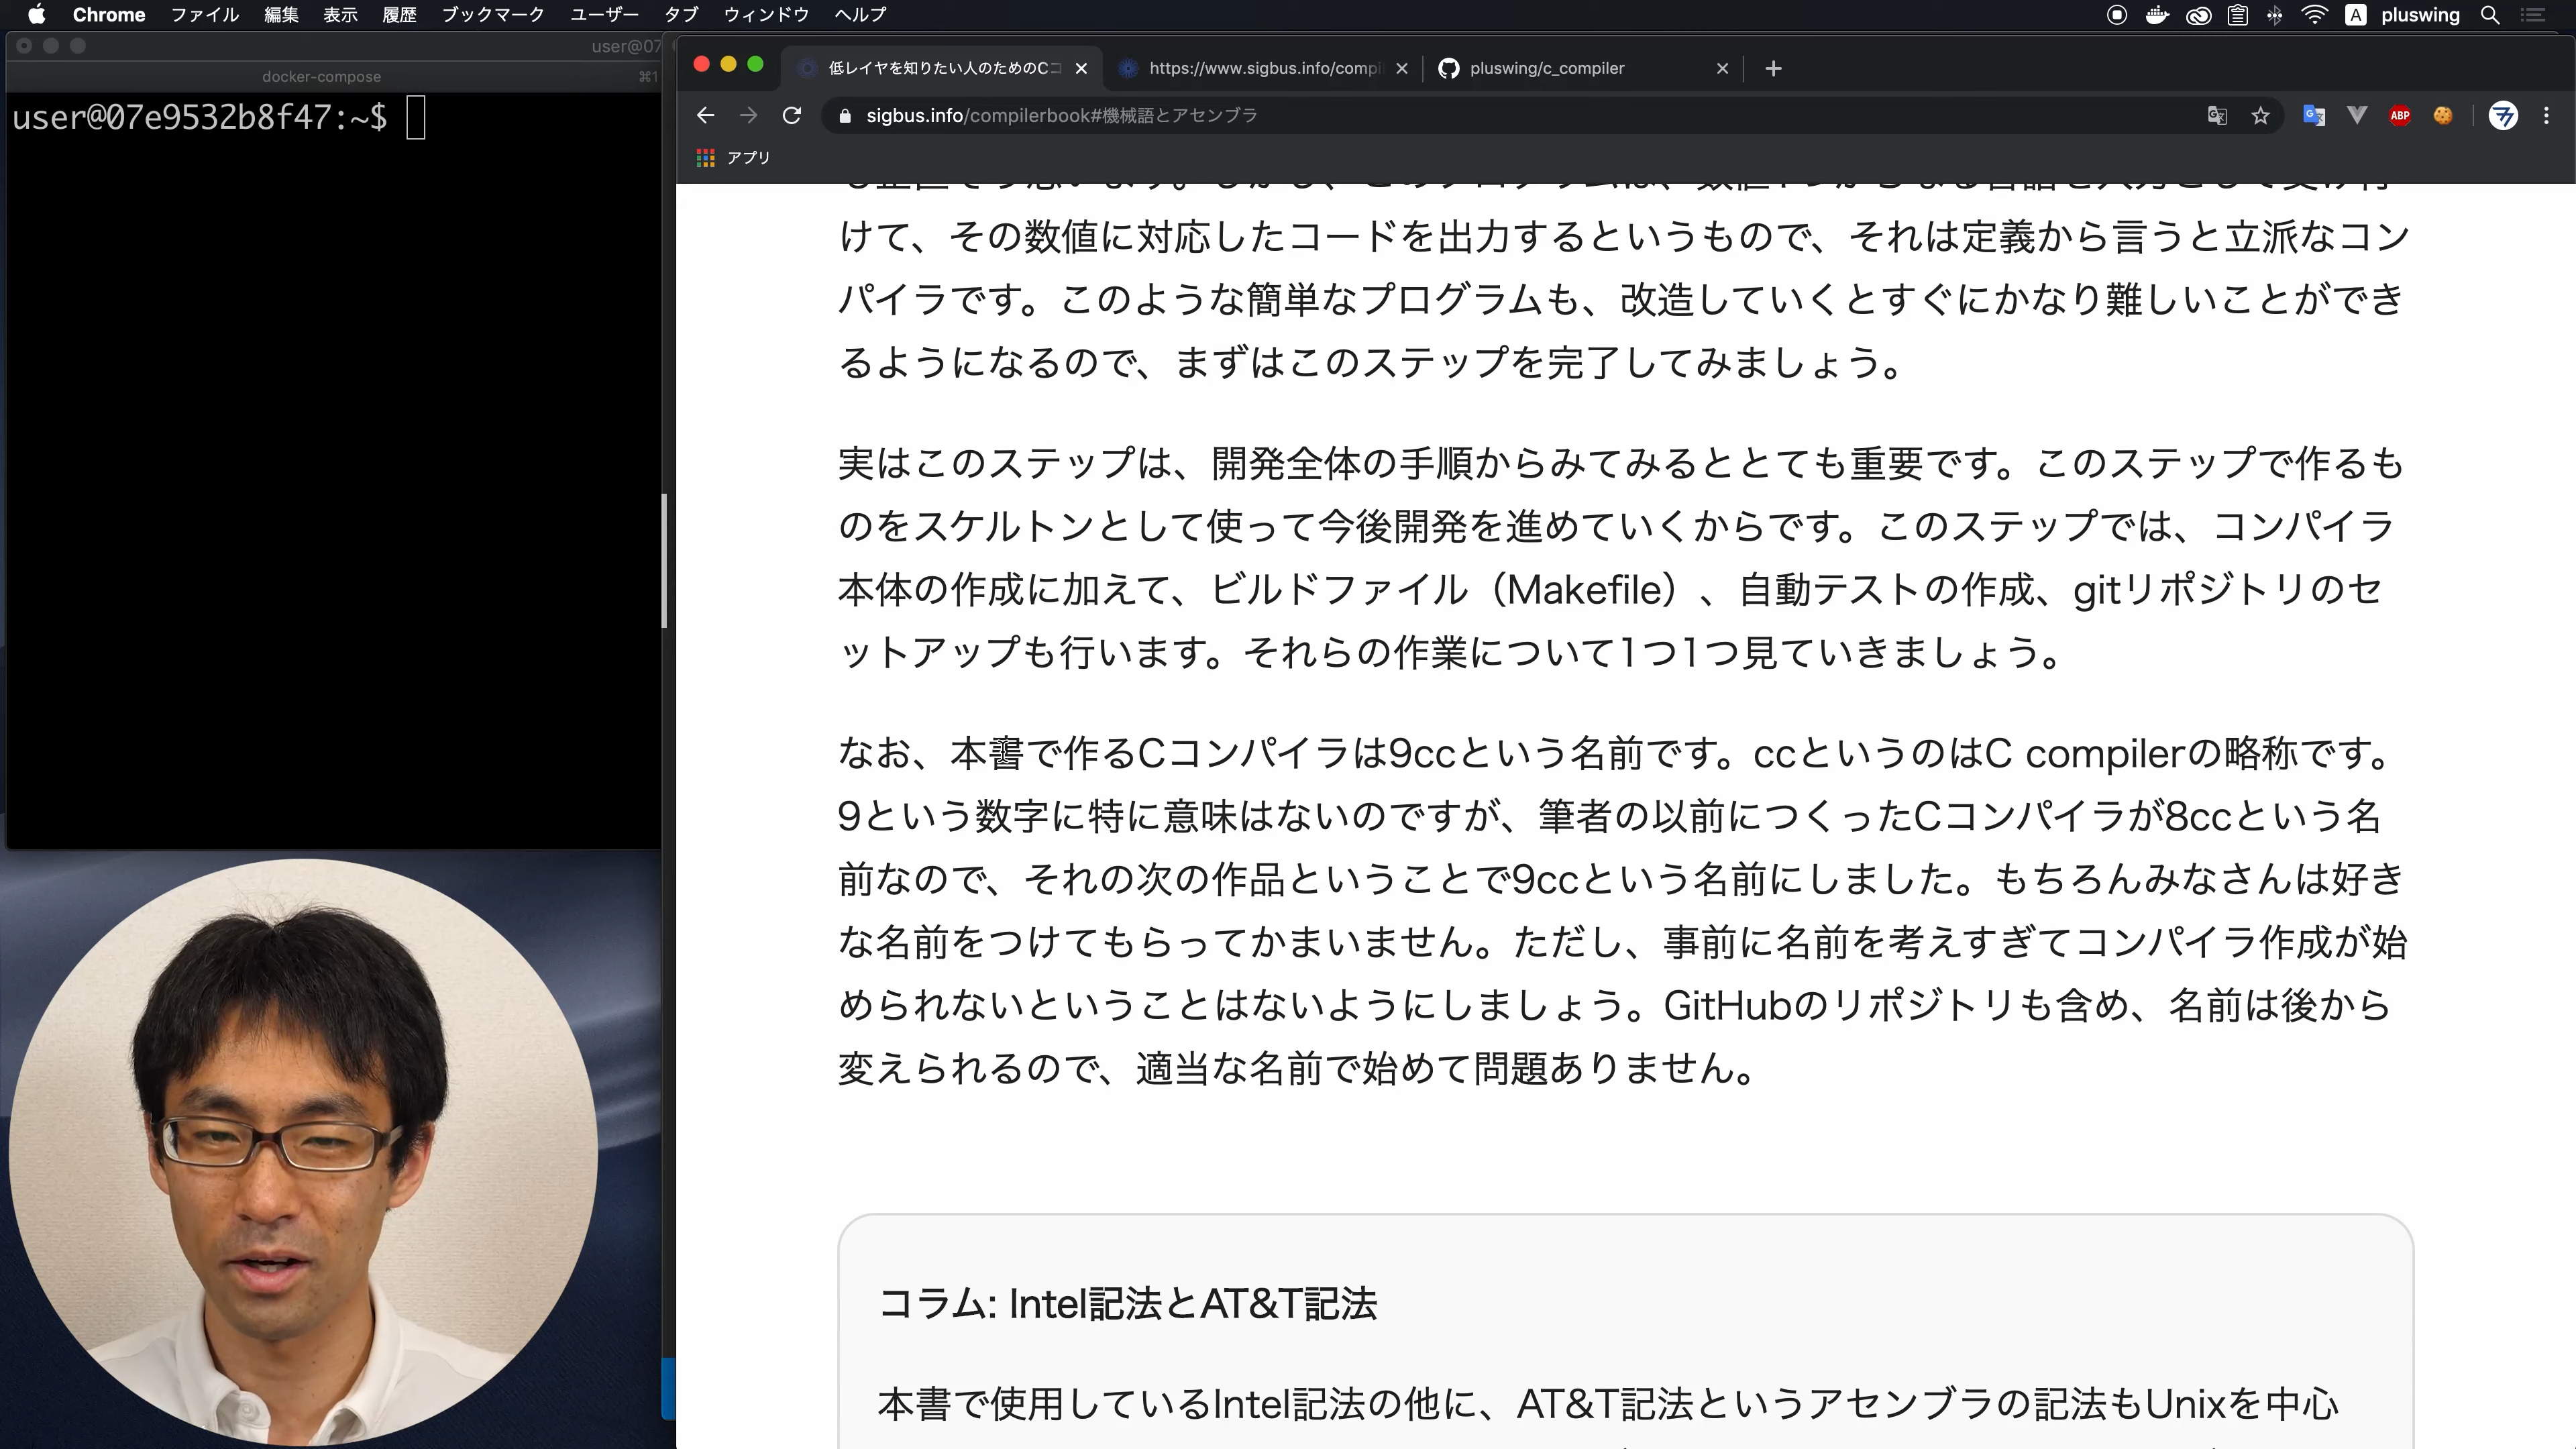 Chrome ファイル 編集 表示 履歴 ブックマーク ユーザー タブ ウィンドウ ヘルプ
A pluswing
user@07
docker-compose ⌘1
user@07e9532b8f47:~$
低レイヤを知りたい人のためのCコ
https://www.sigbus.info/compil
pluswing/c_compiler
sigbus.info/compilerbook#機械語とアセンブラ
ABP
アプリ
けて、その数値に対応したコードを出力するというもので、それは定義から言うと立派なコン
パイラです。このような簡単なプログラムも、改造していくとすぐにかなり難しいことができ
るようになるので、まずはこのステップを完了してみましょう。
実はこのステップは、開発全体の手順からみてみるととても重要です。このステップで作るも
のをスケルトンとして使って今後開発を進めていくからです。このステップでは、コンパイラ
本体の作成に加えて、ビルドファイル（Makefile）、自動テストの作成、gitリポジトリのセ
ットアップも行います。それらの作業について1つ1つ見ていきましょう。
なお、本書で作るCコンパイラは9ccという名前です。ccというのはC compilerの略称です。
9という数字に特に意味はないのですが、筆者の以前につくったCコンパイラが8ccという名
前なので、それの次の作品ということで9ccという名前にしました。もちろんみなさんは好き
な名前をつけてもらってかまいません。ただし、事前に名前を考えすぎてコンパイラ作成が始
められないということはないようにしましょう。GitHubのリポジトリも含め、名前は後から
変えられるので、適当な名前で始めて問題ありません。
コラム: Intel記法とAT&T記法
本書で使用しているIntel記法の他に、AT&T記法というアセンブラの記法もUnixを中心